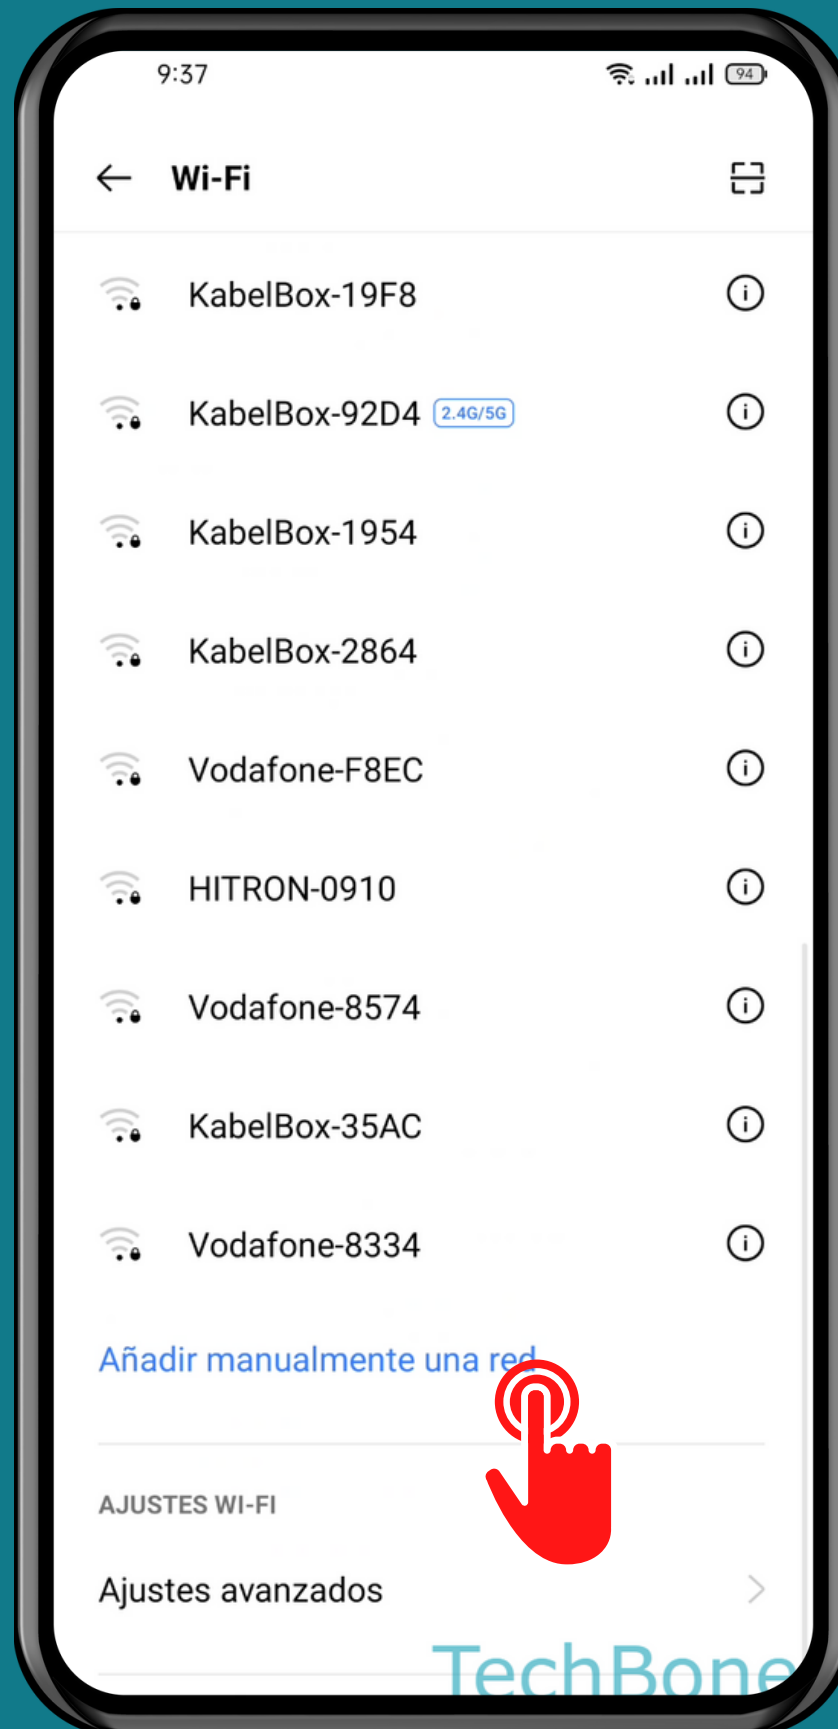 9:37
94
Wi-Fi
KabelBox-19F8
KabelBox-92D4 2.4G/5G
KabelBox-1954
KabelBox-2864
Vodafone-F8EC
HITRON-0910
Vodafone-8574
KabelBox-35AC
Vodafone-8334
Añadir manualmente una red
AJUSTES WI-FI
Ajustes avanzados
TechBone